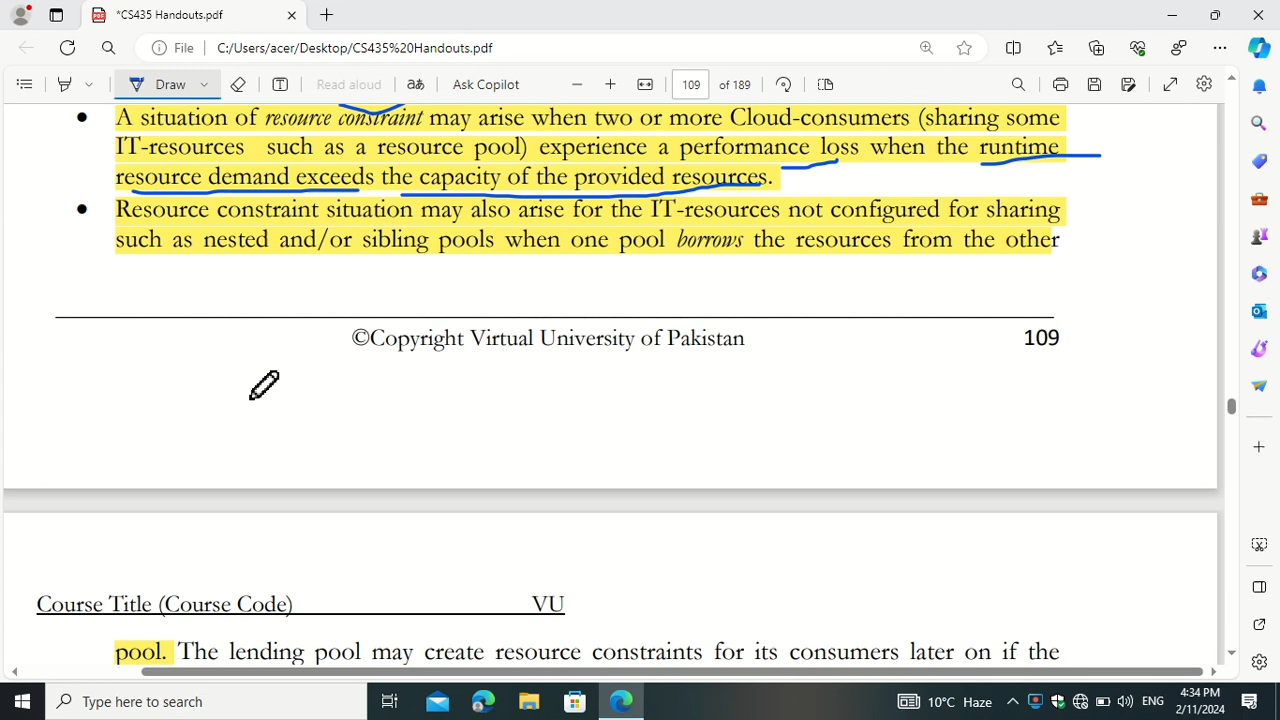 *CS435 Handouts.pdf
File C:/Users/acer/Desktop/CS435%20Handouts.pdf
Draw Read aloud aあ Ask Copilot 109 of 189
A situation of resource constraint may arise when two or more Cloud-consumers (sharing some
IT-resources such as a resource pool) experience a performance loss when the runtime
resource demand exceeds the capacity of the provided resources.
Resource constraint situation may also arise for the IT-resources not configured for sharing
such as nested and/or sibling pools when one pool borrows the resources from the other
©Copyright Virtual University of Pakistan 109
Course Title (Course Code) VU
pool. The lending pool may create resource constraints for its consumers later on if the
Type here to search 10°C Haze ENG 4:34 PM
2/11/2024